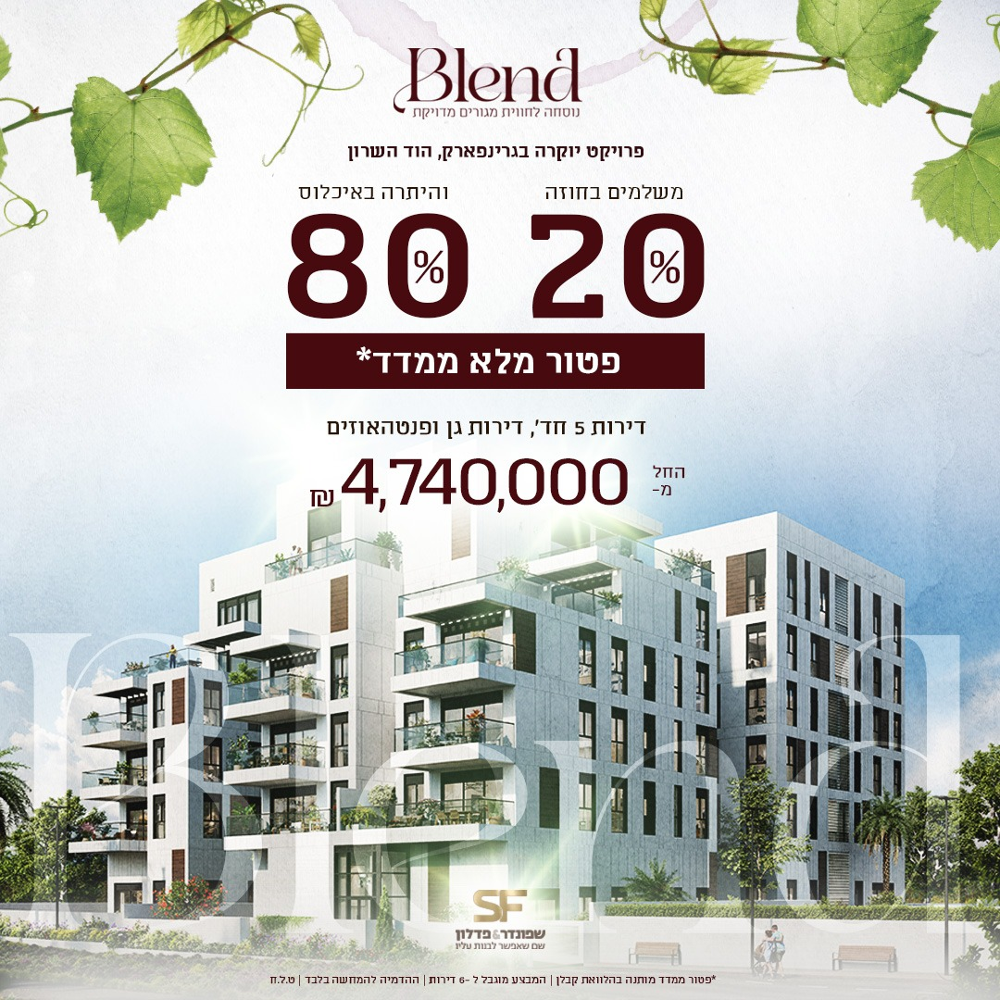 Blend
נוסחה לחווית מגורים מדויקת
פרויקט יוקרה בגרינפארק, הוד השרון
משלמים בחוזה
20%
והיתרה באיכלוס
80%
פטור מלא ממדד*
דירות 5 חד', דירות גן ופנטהאוזים
החל מ-
4,740,000 ₪
Blend
SF
שפונדר&פדלון
שם שאפשר לבנות עליו
*פטור ממדד מותנה בהלוואת קבלן | המבצע מוגבל ל -6 דירות | ההדמיה להמחשה בלבד | ט.ל.ח